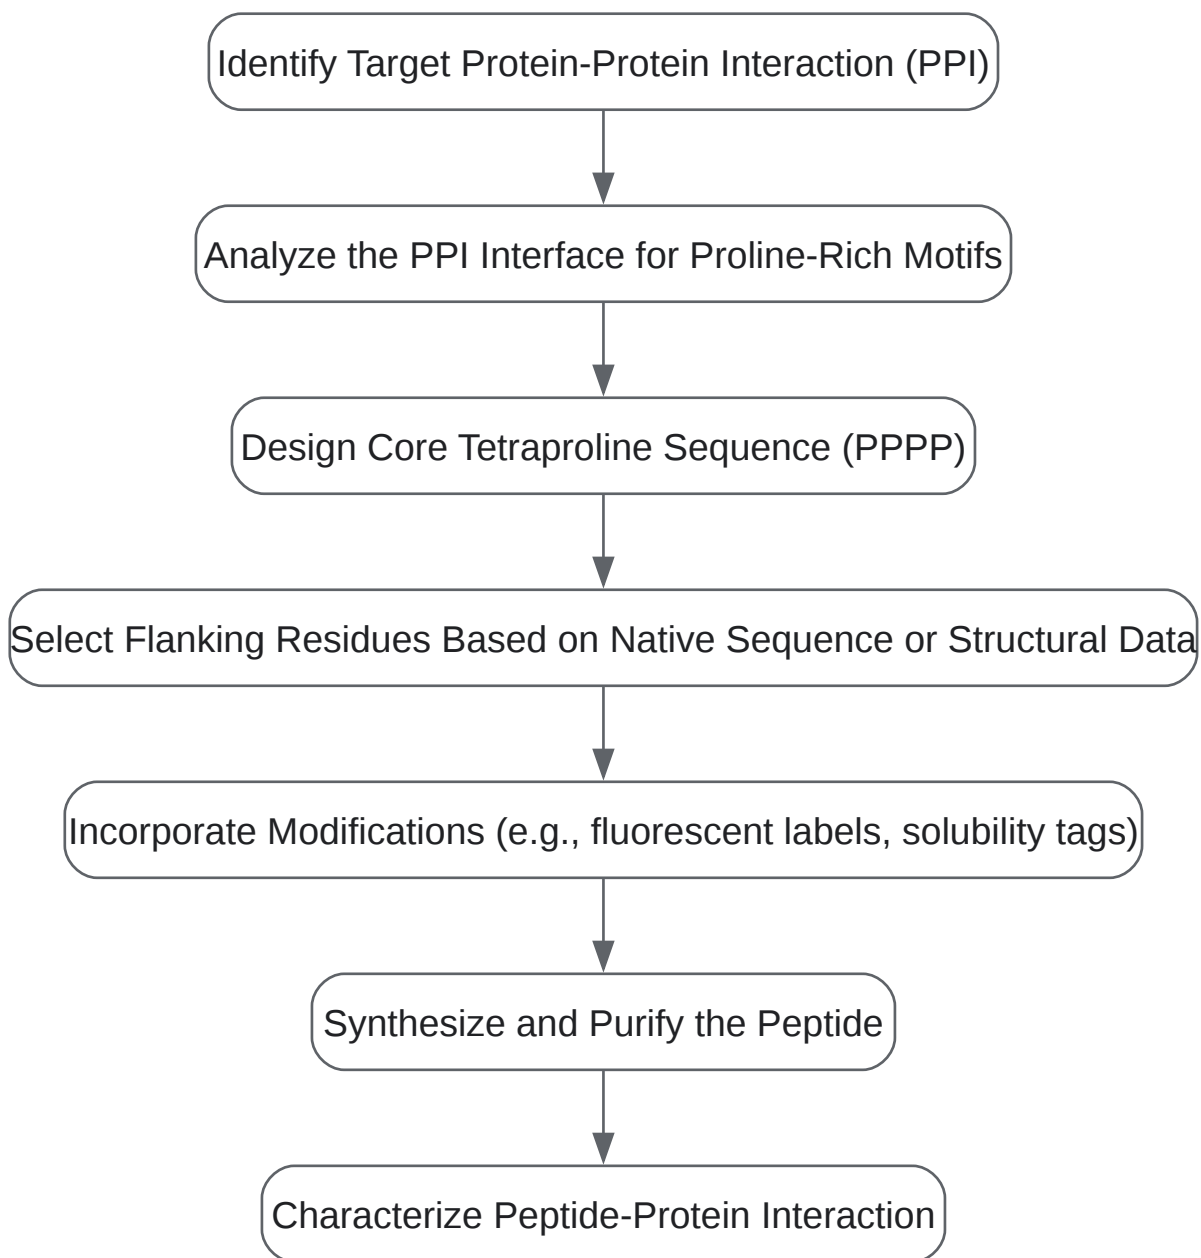 Identify Target Protein-Protein Interaction (PPI)
Analyze the PPI Interface for Proline-Rich Motifs
Design Core Tetraproline Sequence (PPPP)
Select Flanking Residues Based on Native Sequence or Structural Data
Incorporate Modifications (e.g., fluorescent labels, solubility tags)
Synthesize and Purify the Peptide
Characterize Peptide-Protein Interaction